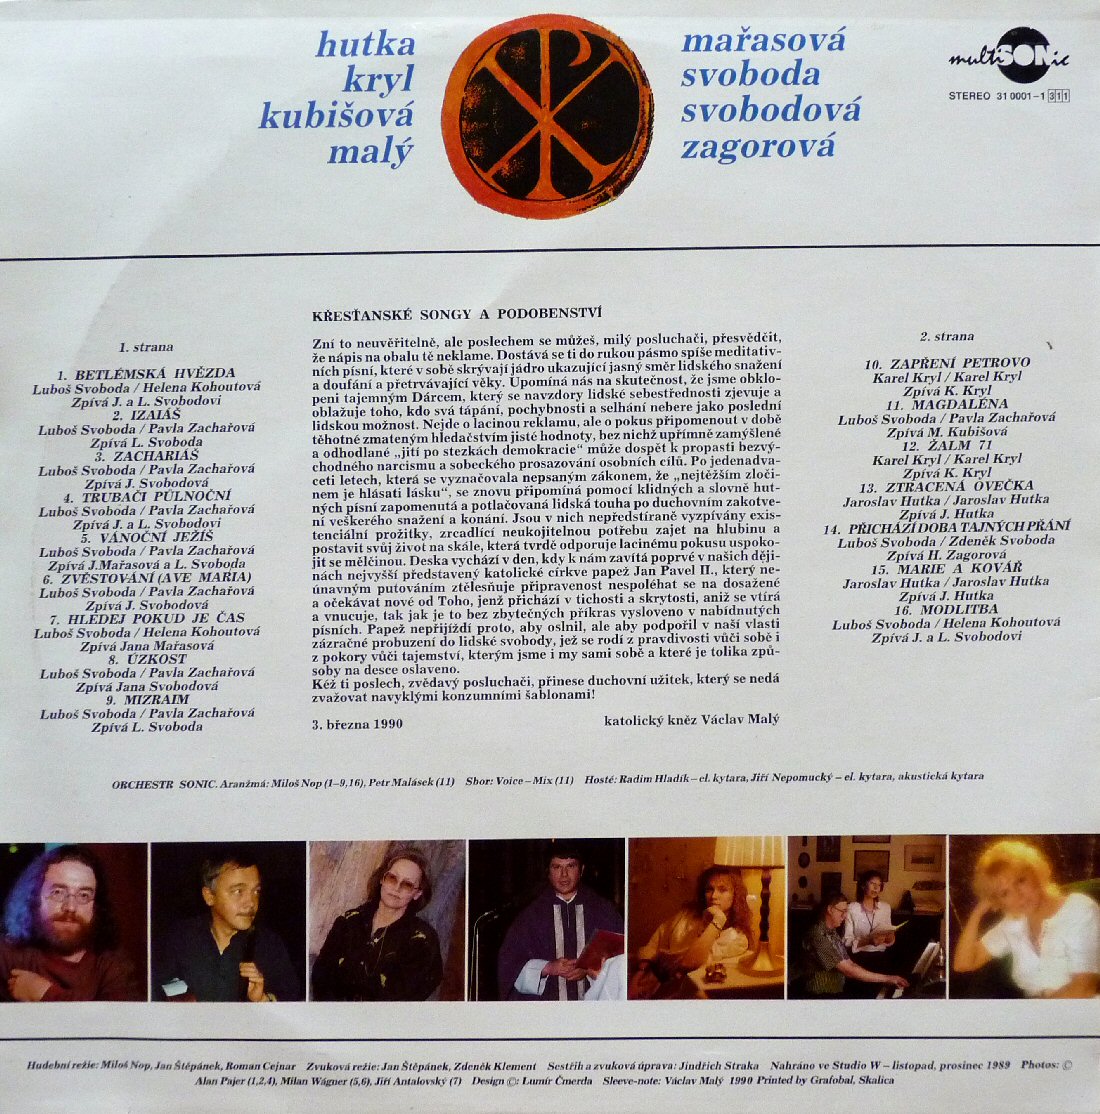 hutka
kryl
kubišová
malý
mařasová
svoboda
svobodová
zagorová
multiSONic
STEREO 31 0001-1 311
1. strana
1. BETLÉMSKÁ HVĚZDA
Luboš Svoboda / Helena Kohoutová
Zpívá J. a L. Svobodovi
2. IZAIÁŠ
Luboš Svoboda / Pavla Zachařová
Zpívá L. Svoboda
3. ZACHARIÁŠ
Luboš Svoboda / Pavla Zachařová
Zpívá J. Svobodová
4. TRUBAČI PŮLNOČNÍ
Luboš Svoboda / Pavla Zachařová
Zpívá J. a L. Svobodovi
5. VÁNOČNÍ JEŽÍŠ
Luboš Svoboda / Pavla Zachařová
Zpívá J.Mařasová a L. Svoboda
6. ZVĚSTOVÁNÍ (AVE MARIA)
Luboš Svoboda / Pavla Zachařová
Zpívá J. Svobodová
7. HLEDEJ POKUD JE ČAS
Luboš Svoboda / Helena Kohoutová
Zpívá Jana Mařasová
8. ÚZKOST
Luboš Svoboda / Pavla Zachařová
Zpívá Jana Svobodová
9. MIZRAIM
Luboš Svoboda / Pavla Zachařová
Zpívá L. Svoboda
KŘESŤANSKÉ SONGY A PODOBENSTVÍ
Zní to neuvěřitelně, ale poslechem se můžeš, milý posluchači, přesvědčit,
že nápis na obalu tě neklame. Dostává se ti do rukou pásmo spíše meditativ-
ních písní, které v sobě skrývají jádro ukazující jasný směr lidského snažení
a doufání a přetrvávající věky. Upomíná nás na skutečnost, že jsme obklo-
peni tajemným Dárcem, který se navzdory lidské sebestřednosti zjevuje a
oblažuje toho, kdo svá tápání, pochybnosti a selhání nebere jako poslední
lidskou možnost. Nejde o lacinou reklamu, ale o pokus připomenout v době
těhotné zmateným hledačstvím jisté hodnoty, bez nichž upřímně zamýšlené
a odhodlané „jití po stezkách demokracie“ může dospět k propasti bezvý-
chodného narcismu a sobeckého prosazování osobních cílů. Po jedenadva-
ceti letech, která se vyznačovala nepsaným zákonem, že „nejtěžším zloči-
nem je hlásati lásku“, se znovu připomíná pomocí klidných a slovně hut-
ných písní zapomenutá a potlačovaná lidská touha po duchovním zakotve-
ní veškerého snažení a konání. Jsou v nich nepředstíraně vyzpívány exis-
tenciální prožitky, zrcadlící neukojitelnou potřebu zajet na hlubinu a
postavit svůj život na skále, která tvrdě odporuje lacinému pokusu uspoko-
jit se mělčinou. Deska vychází v den, kdy k nám zavítá poprvé v našich ději-
nách nejvyšší představený katolické církve papež Jan Pavel II., který ne-
únavným putováním ztělesňuje připravenost nespoléhat se na dosažené
a očekávat nové od Toho, jenž přichází v tichosti a skrytosti, aniž se vtírá
a vnucuje, tak jak je to bez zbytečných příkras vysloveno v nabídnutých
písních. Papež nepřijíždí proto, aby oslnil, ale aby podpořil v naší vlasti
zázračné probuzení do lidské svobody, jež se rodí z pravdivosti vůči sobě i
z pokory vůči tajemství, kterým jsme i my sami sobě a které je tolika způ-
soby na desce oslaveno.
Kéž ti poslech, zvědavý posluchači, přinese duchovní užitek, který se nedá
zvažovat navyklými konzumními šablonami!
3. března 1990 katolický kněz Václav Malý
2. strana
10. ZAPŘENÍ PETROVO
Karel Kryl / Karel Kryl
Zpívá K. Kryl
11. MAGDALÉNA
Luboš Svoboda / Pavla Zachařová
Zpívá M. Kubišová
12. ŽALM 71
Karel Kryl / Karel Kryl
Zpívá K. Kryl
13. ZTRACENÁ OVEČKA
Jaroslav Hutka / Jaroslav Hutka
Zpívá J. Hutka
14. PŘICHÁZÍ DOBA TAJNÝCH PŘÁNÍ
Luboš Svoboda / Zdeněk Svoboda
Zpívá H. Zagorová
15. MARIE A KOVÁŘ
Jaroslav Hutka / Jaroslav Hutka
Zpívá J. Hutka
16. MODLITBA
Luboš Svoboda / Helena Kohoutová
Zpívá J. a L. Svobodovi
ORCHESTR SONIC. Aranžmá: Miloš Nop (1–9,16), Petr Malásek (11) Sbor: Voice – Mix (11) Hosté: Radim Hladík – el. kytara, Jiří Nepomucký – el. kytara, akustická kytara
Hudební režie: Miloš Nop, Jan Štěpánek, Roman Cejnar Zvuková režie: Jan Štěpánek, Zdeněk Klement Sestřih a zvuková úprava: Jindřich Straka Nahráno ve Studio W – listopad, prosinec 1989 Photos: ©
Alan Pajer (1,2,4), Milan Wágner (5,6), Jiří Antalovský (7) Design ©: Lumír Čmerda Sleeve-note: Václav Malý 1990 Printed by Grafobal, Skalica